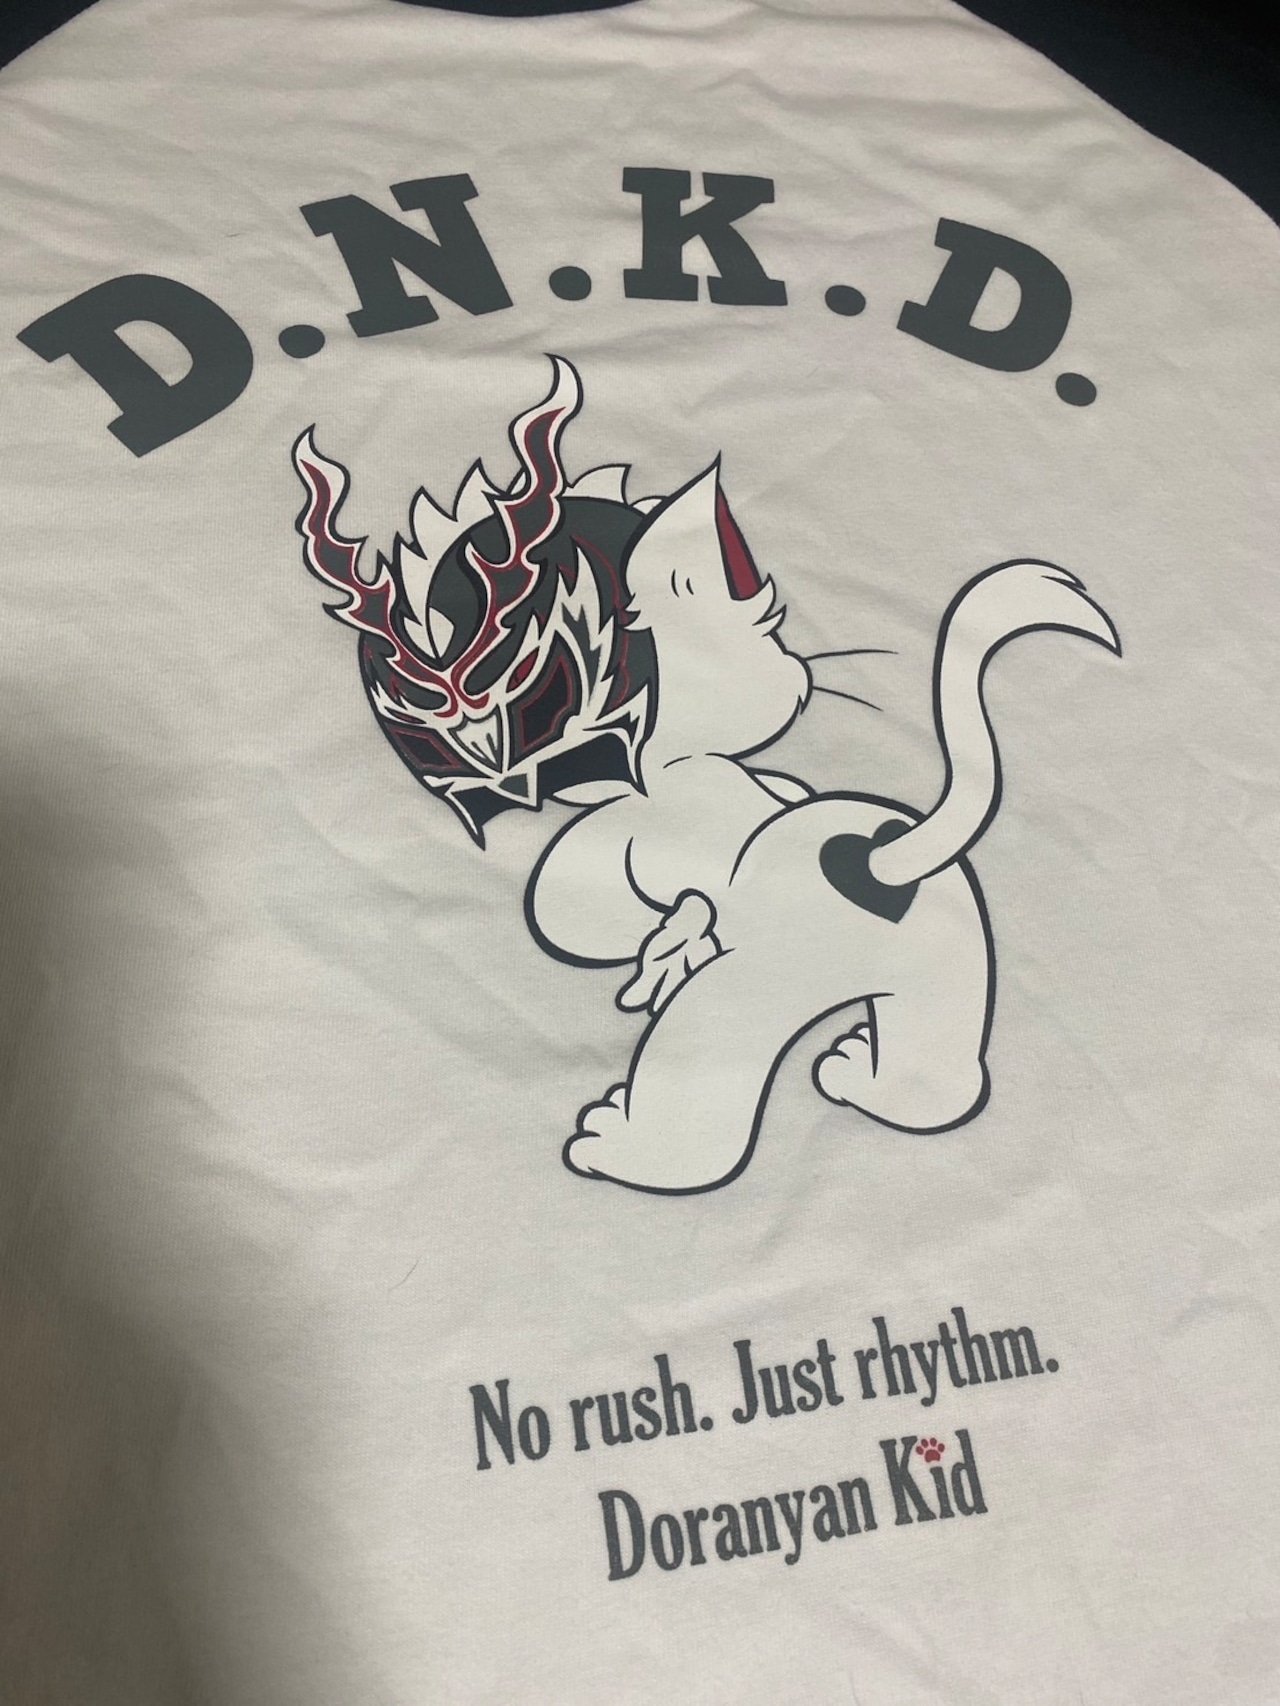 D.N.K.D.
No rush. Just rhythm.
Doranyan Kid